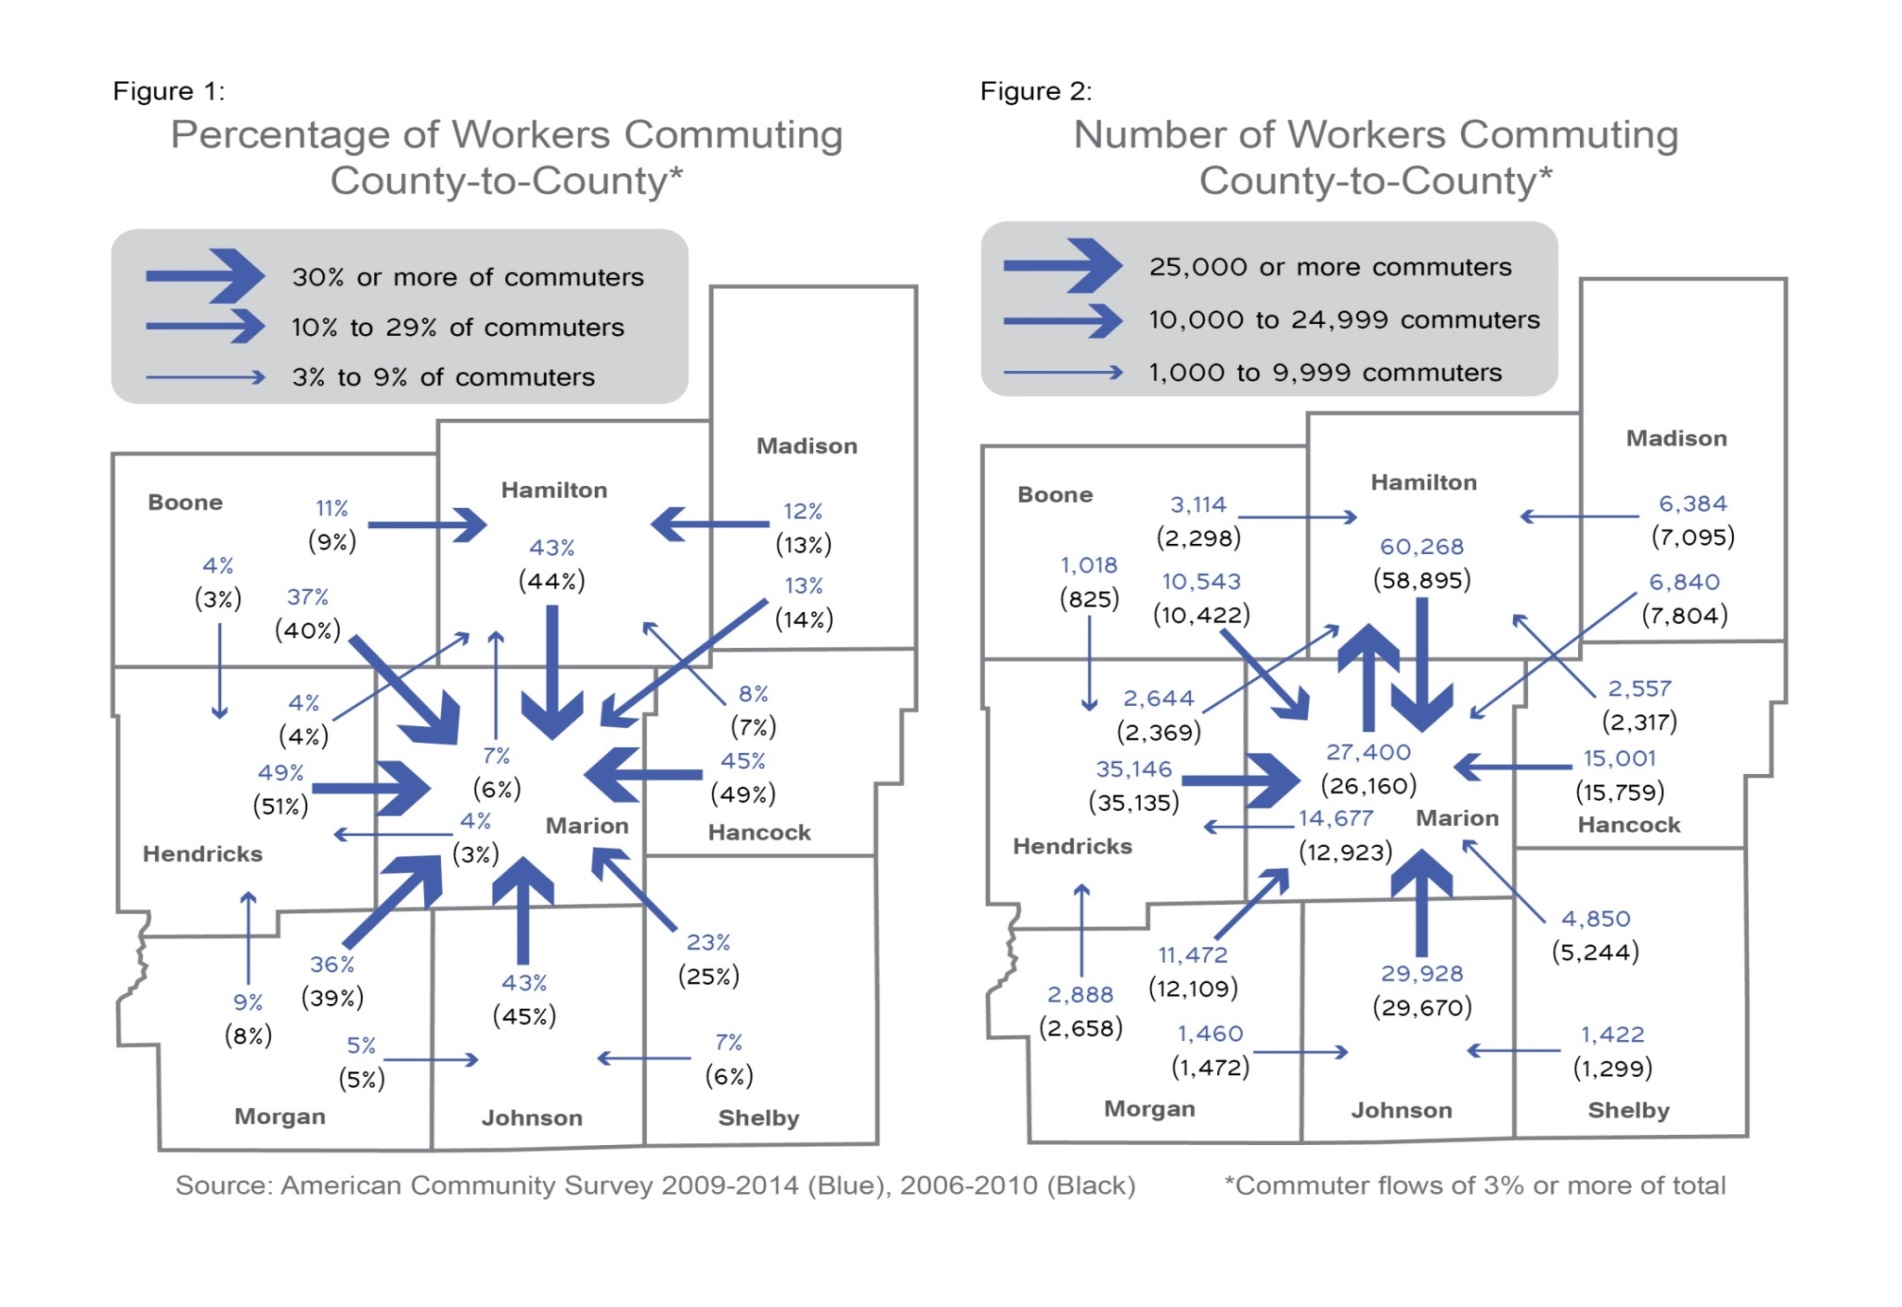 Figure 1:
Percentage of Workers Commuting
County-to-County*
30% or more of commuters
10% to 29% of commuters
3% to 9% of commuters
Madison
Boone
Hamilton
11%
(9%)
12%
(13%)
43%
(44%)
4%
(3%)
37%
(40%)
13%
(14%)
4%
(4%)
8%
(7%)
7%
(6%)
49%
(51%)
45%
(49%)
4%
(3%)
Marion
Hancock
Hendricks
36%
(39%)
43%
(45%)
23%
(25%)
9%
(8%)
5%
(5%)
7%
(6%)
Morgan
Johnson
Shelby
Figure 2:
Number of Workers Commuting
County-to-County*
25,000 or more commuters
10,000 to 24,999 commuters
1,000 to 9,999 commuters
Madison
Boone
Hamilton
3,114
(2,298)
6,384
(7,095)
60,268
(58,895)
1,018
(825)
10,543
(10,422)
6,840
(7,804)
2,644
(2,369)
2,557
(2,317)
27,400
(26,160)
35,146
(35,135)
15,001
(15,759)
14,677
(12,923)
Marion
Hancock
Hendricks
4,850
(5,244)
11,472
(12,109)
29,928
(29,670)
2,888
(2,658)
1,460
(1,472)
1,422
(1,299)
Morgan
Johnson
Shelby
Source: American Community Survey 2009-2014 (Blue), 2006-2010 (Black)
*Commuter flows of 3% or more of total